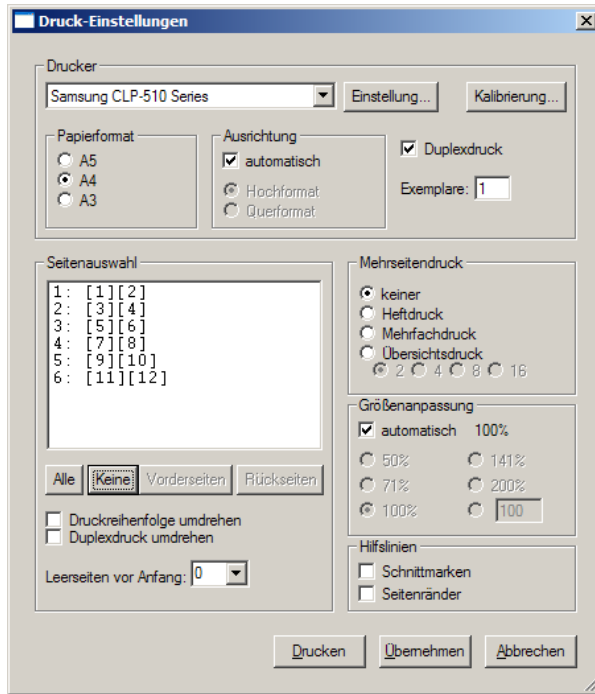 Druck-Einstellungen
Drucker
Samsung CLP-510 Series
Einstellung...
Kalibrierung...
Papierformat
A5
A4
A3
Ausrichtung
automatisch
Hochformat
Querformat
Duplexdruck
Exemplare: 1
Seitenauswahl
1: [1][2]
2: [3][4]
3: [5][6]
4: [7][8]
5: [9][10]
6: [11][12]
Alle Keine Vorderseiten Rückseiten
Druckreihenfolge umdrehen
Duplexdruck umdrehen
Leerseiten vor Anfang: 0
Mehrseitendruck
keiner
Heftdruck
Mehrfachdruck
Übersichtsdruck
2 4 8 16
Größenanpassung
automatisch 100%
50% 141%
71% 200%
100% 100
Hilfslinien
Schnittmarken
Seitenränder
Drucken Übernehmen Abbrechen